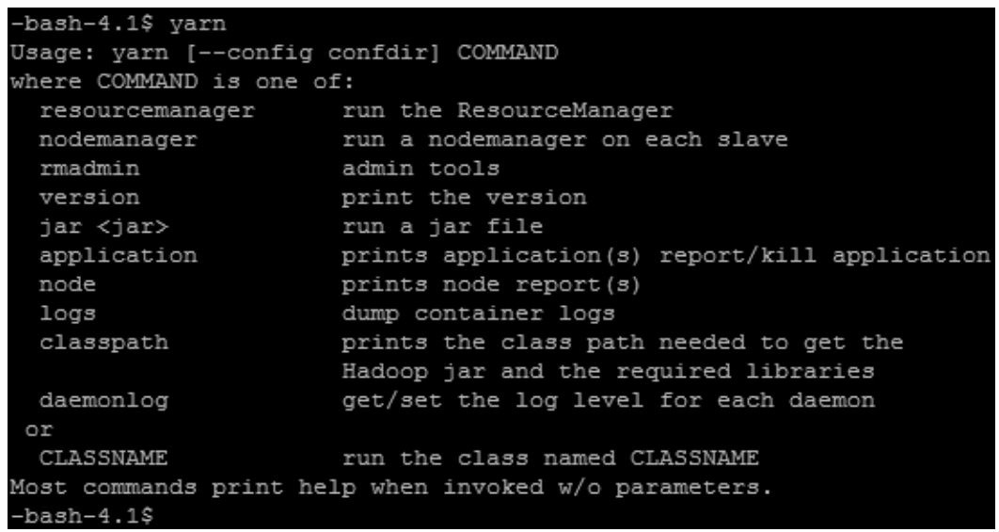 -bash-4.1$ yarn
Usage: yarn [--config confdir] COMMAND
where COMMAND is one of:
  resourcemanager      run the ResourceManager
  nodemanager          run a nodemanager on each slave
  rmadmin              admin tools
  version              print the version
  jar <jar>            run a jar file
  application          prints application(s) report/kill application
  node                 prints node report(s)
  logs                 dump container logs
  classpath            prints the class path needed to get the
                       Hadoop jar and the required libraries
  daemonlog            get/set the log level for each daemon
 or
  CLASSNAME            run the class named CLASSNAME
Most commands print help when invoked w/o parameters.
-bash-4.1$